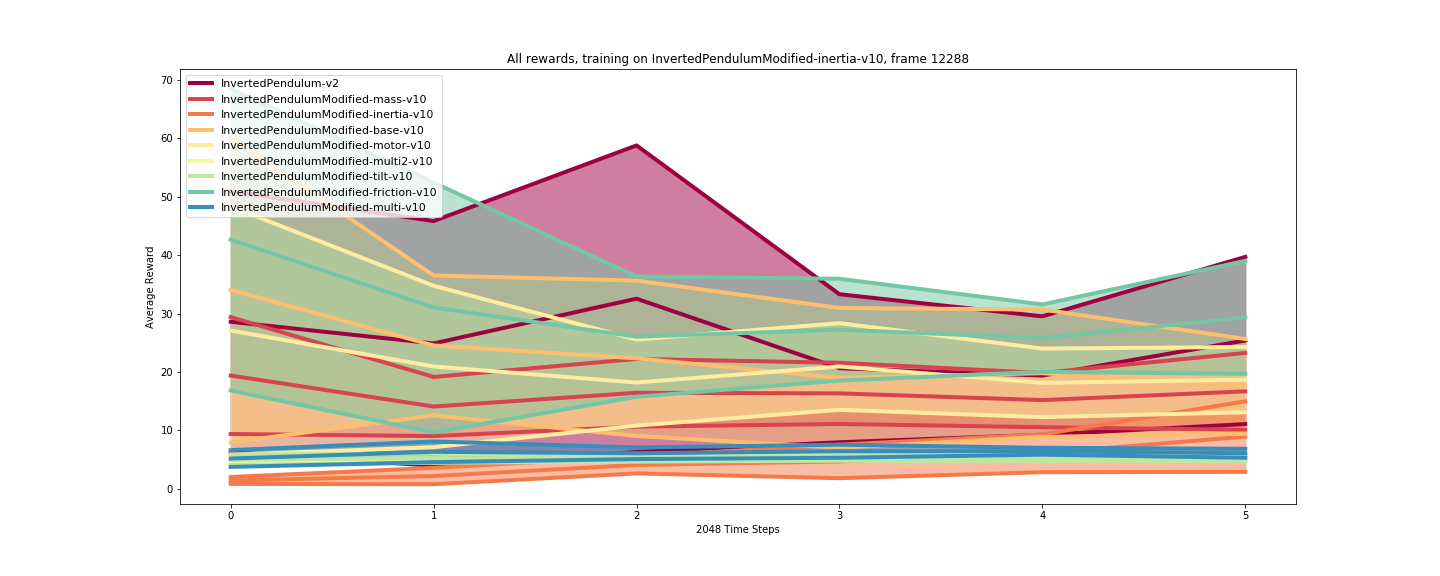 All rewards, training on InvertedPendulumModified-inertia-v10, frame 12288
InvertedPendulum-v2
InvertedPendulumModified-mass-v10
InvertedPendulumModified-inertia-v10
InvertedPendulumModified-base-v10
InvertedPendulumModified-motor-v10
InvertedPendulumModified-multi2-v10
InvertedPendulumModified-tilt-v10
InvertedPendulumModified-friction-v10
InvertedPendulumModified-multi-v10
Average Reward
70
60
50
40
30
20
10
0
0 1 2 3 4 5
2048 Time Steps